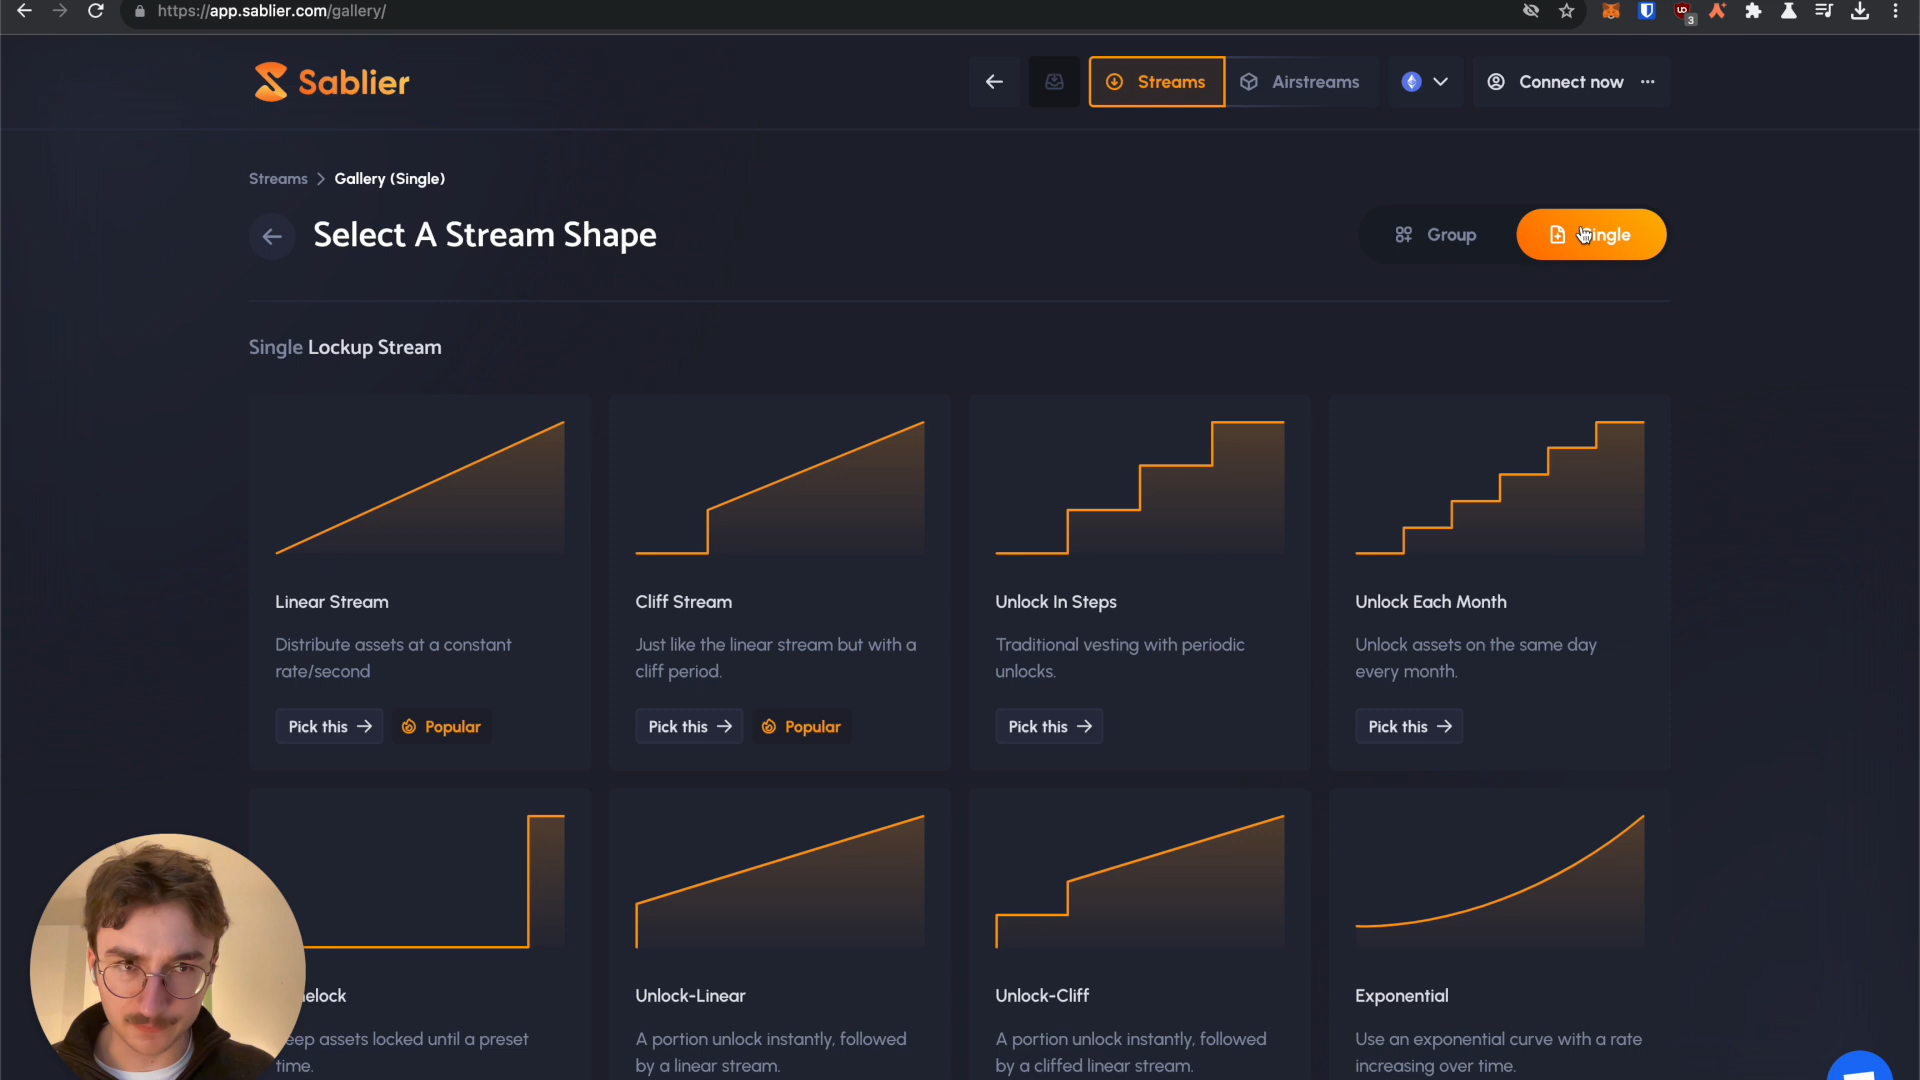 https://app.sablier.com/gallery/
3
Sablier
Streams
Airstreams
Connect now
Streams > Gallery (Single)
Select A Stream Shape
Group
ingle
Single Lockup Stream
Linear Stream
Distribute assets at a constant
rate/second
Pick this →
Popular
Cliff Stream
Just like the linear stream but with a
cliff period.
Pick this →
Popular
Unlock In Steps
Traditional vesting with periodic
unlocks.
Pick this →
Unlock Each Month
Unlock assets on the same day
every month.
Pick this →
elock
eep assets locked until a preset
time.
Unlock-Linear
A portion unlock instantly, followed
by a linear stream.
Unlock-Cliff
A portion unlock instantly, followed
by a cliffed linear stream.
Exponential
Use an exponential curve with a rate
increasing over time.